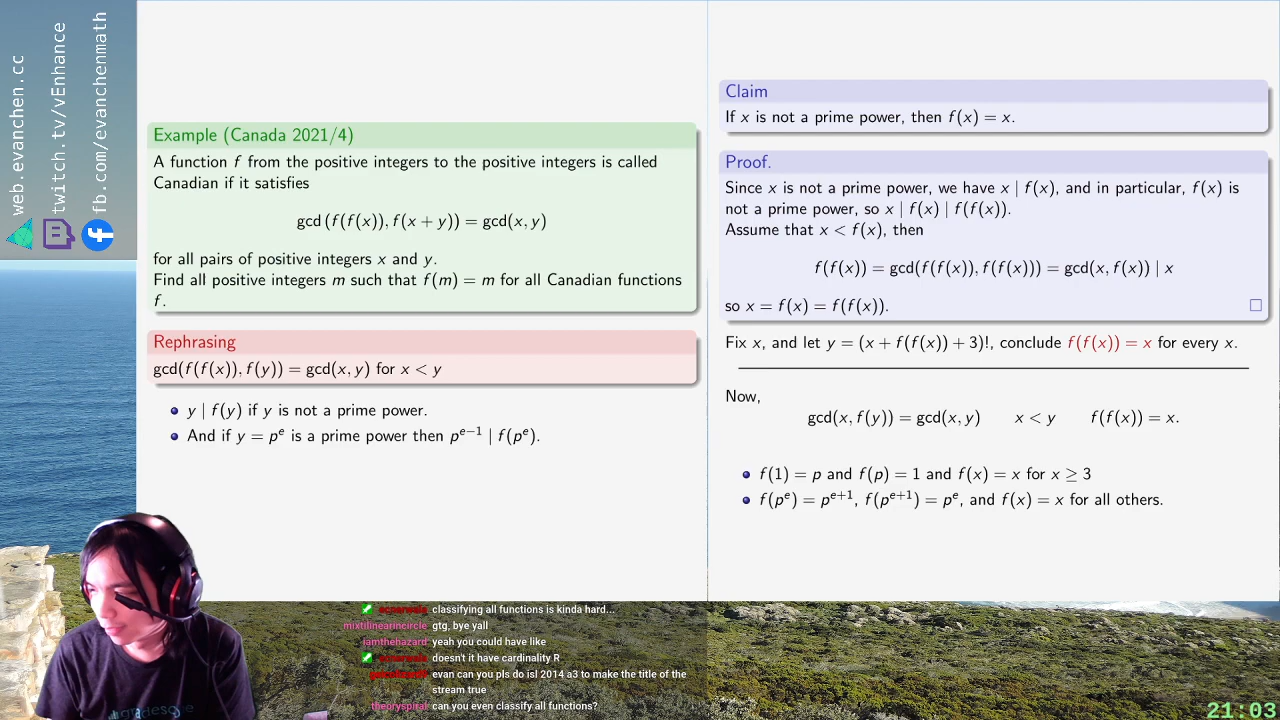 web.evanchen.cc
twitch.tv/vEnhance
fb.com/evanchenmath
Example (Canada 2021/4)
A function f from the positive integers to the positive integers is called
Canadian if it satisfies
gcd (f(f(x)), f(x + y)) = gcd(x, y)
for all pairs of positive integers x and y.
Find all positive integers m such that f(m) = m for all Canadian functions
f.
Rephrasing
gcd(f(f(x)), f(y)) = gcd(x, y) for x < y
• y | f(y) if y is not a prime power.
• And if y = p^e is a prime power then p^{e−1} | f(p^e).
Claim
If x is not a prime power, then f(x) = x.
Proof.
Since x is not a prime power, we have x | f(x), and in particular, f(x) is
not a prime power, so x | f(x) | f(f(x)).
Assume that x < f(x), then
f(f(x)) = gcd(f(f(x)), f(f(x))) = gcd(x, f(x)) | x
so x = f(x) = f(f(x)). □
Fix x, and let y = (x + f(f(x)) + 3)!, conclude f(f(x)) = x for every x.
Now,
gcd(x, f(y)) = gcd(x, y) x < y f(f(x)) = x.
• f(1) = p and f(p) = 1 and f(x) = x for x ≥ 3
• f(p^e) = p^{e+1}, f(p^{e+1}) = p^e, and f(x) = x for all others.
classifying all functions is kinda hard...
mixtilinearincircle: gtg, bye yall
iamthehazard: yeah you could have like
doesn't it have cardinality R
evan can you pls do isl 2014 a3 to make the title of the
stream true
theoryspiral: can you even classify all functions?
21:03